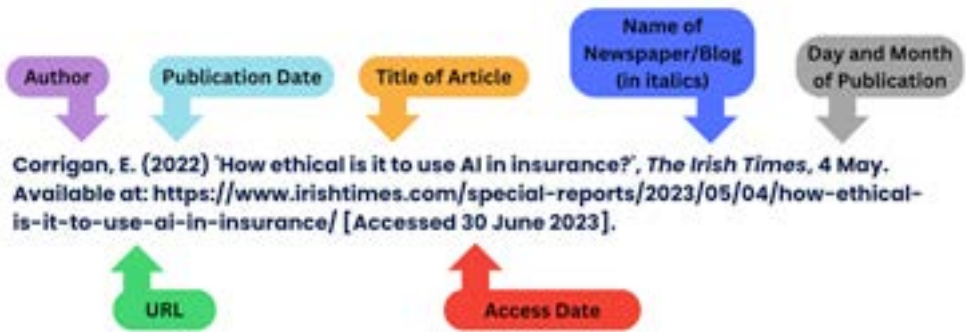 Name of
Newspaper/Blog
(in italics)
Day and Month
of Publication
Author
Publication Date
Title of Article
Corrigan, E. (2022) 'How ethical is it to use AI in insurance?', The Irish Times, 4 May.
Available at: https://www.irishtimes.com/special-reports/2023/05/04/how-ethical-
is-it-to-use-ai-in-insurance/ [Accessed 30 June 2023].
URL
Access Date